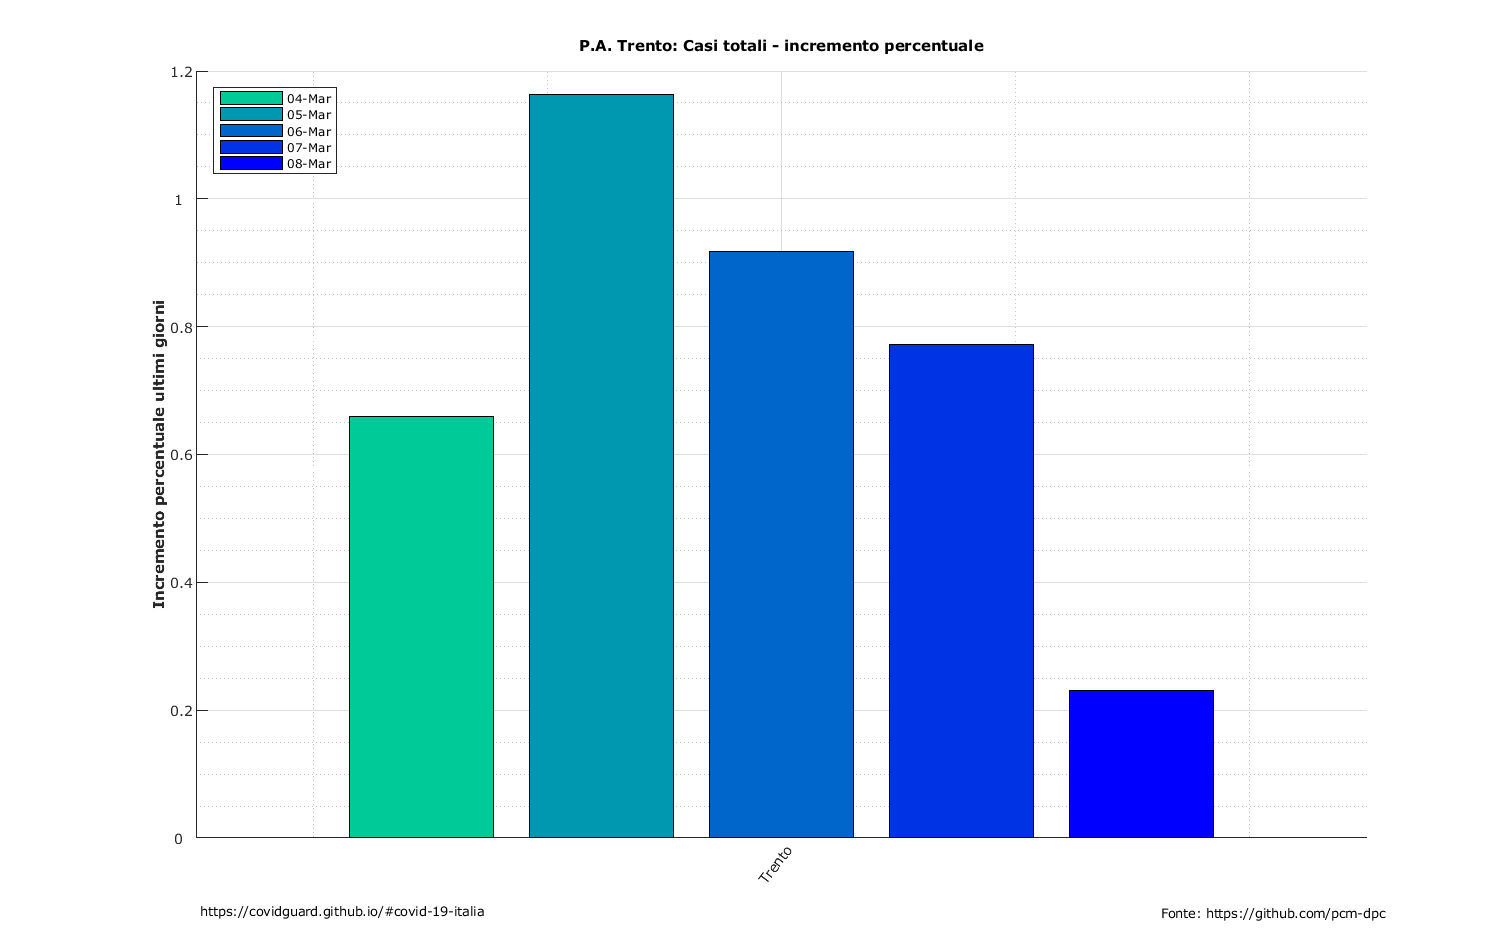 P.A. Trento: Casi totali - incremento percentuale
1.2
1
0.8
0.6
0.4
0.2
0
Incremento percentuale ultimi giorni
04-Mar
05-Mar
06-Mar
07-Mar
08-Mar
Trento
https://covidguard.github.io/#covid-19-italia
Fonte: https://github.com/pcm-dpc